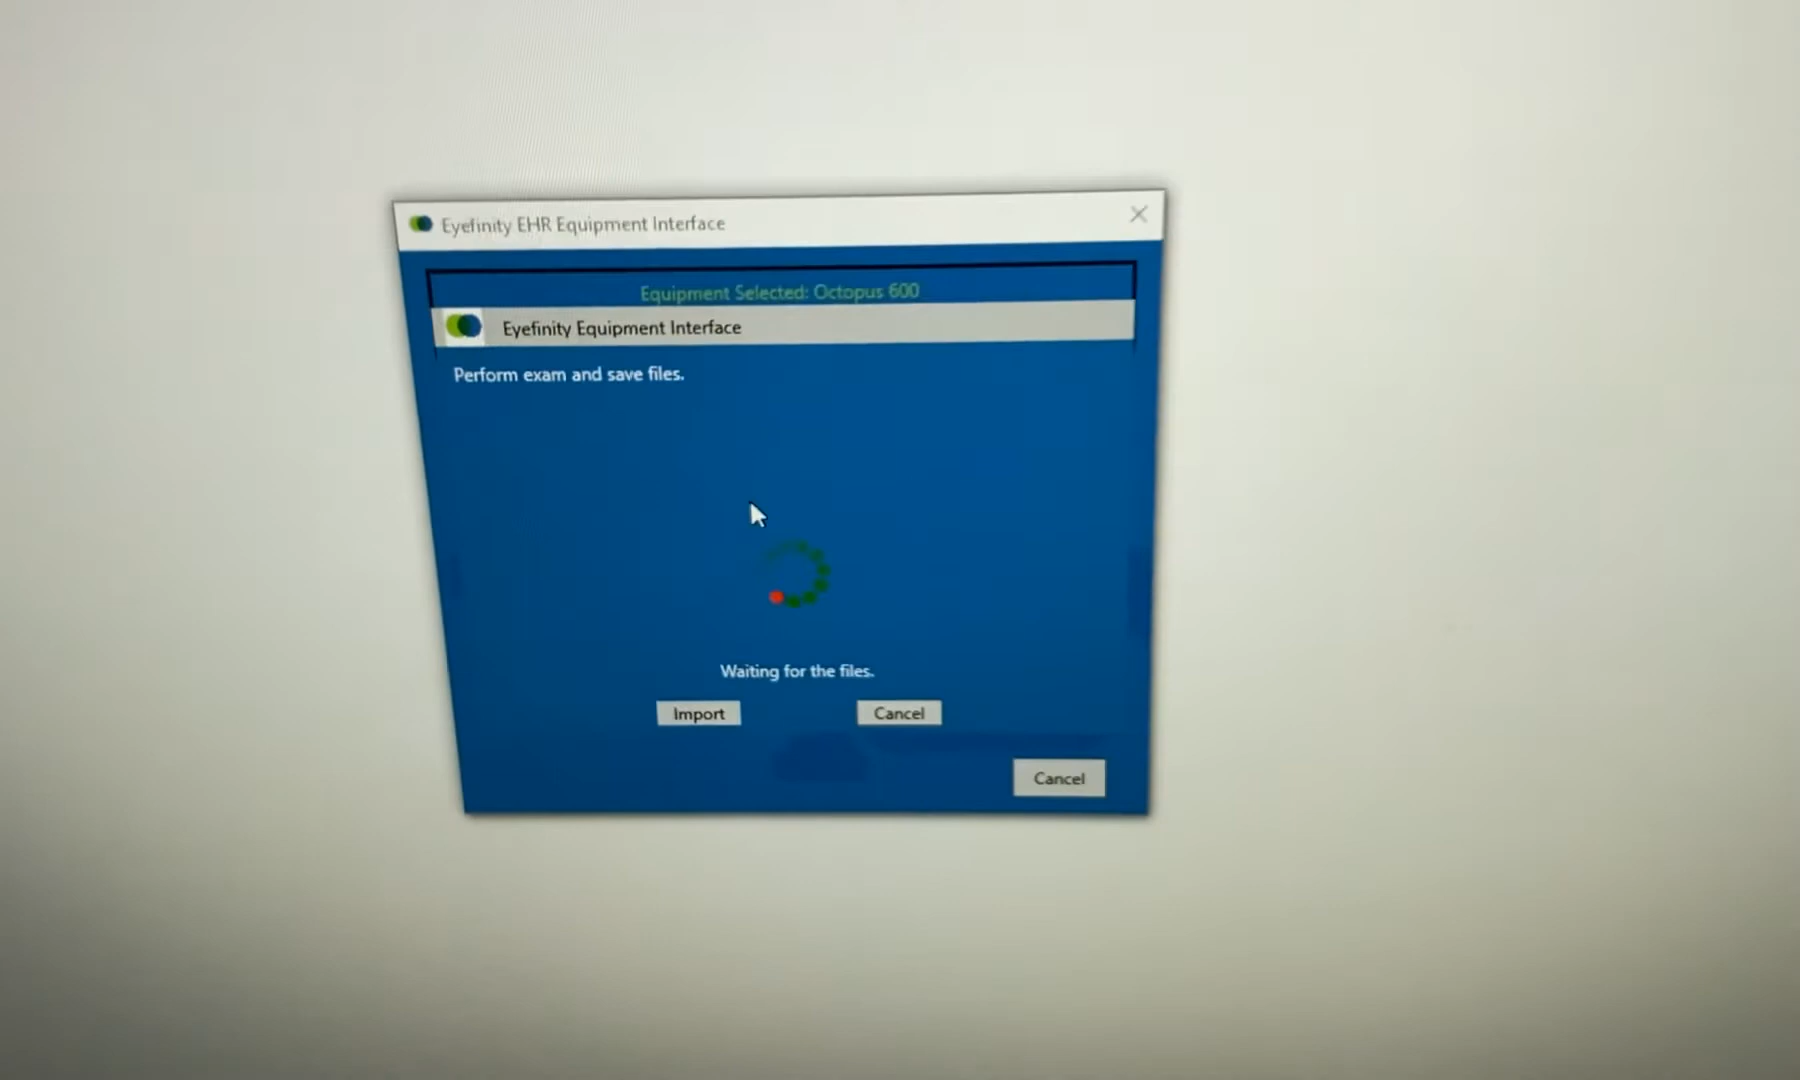 Eyefinity EHR Equipment Interface
Equipment Selected: Octopus 600
Eyefinity Equipment Interface
Perform exam and save files.
Waiting for the files.
Import
Cancel
Cancel